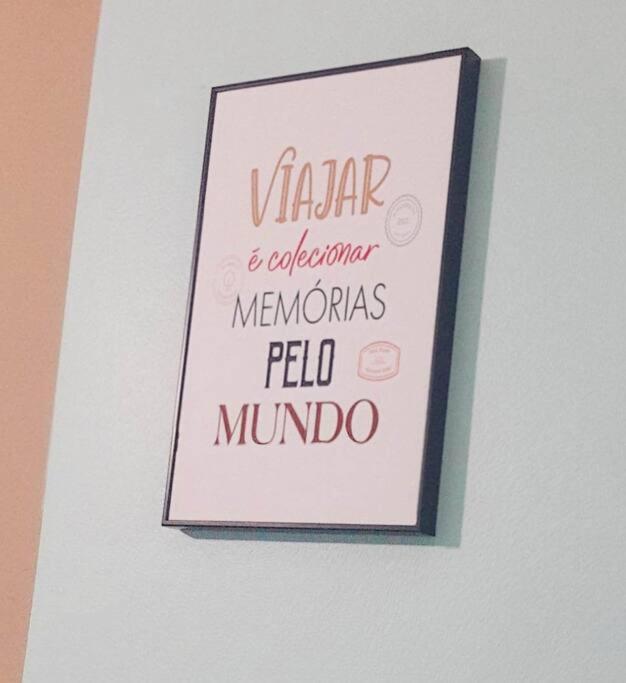 VIAJAR
é colecionar
MEMÓRIAS
PELO
MUNDO